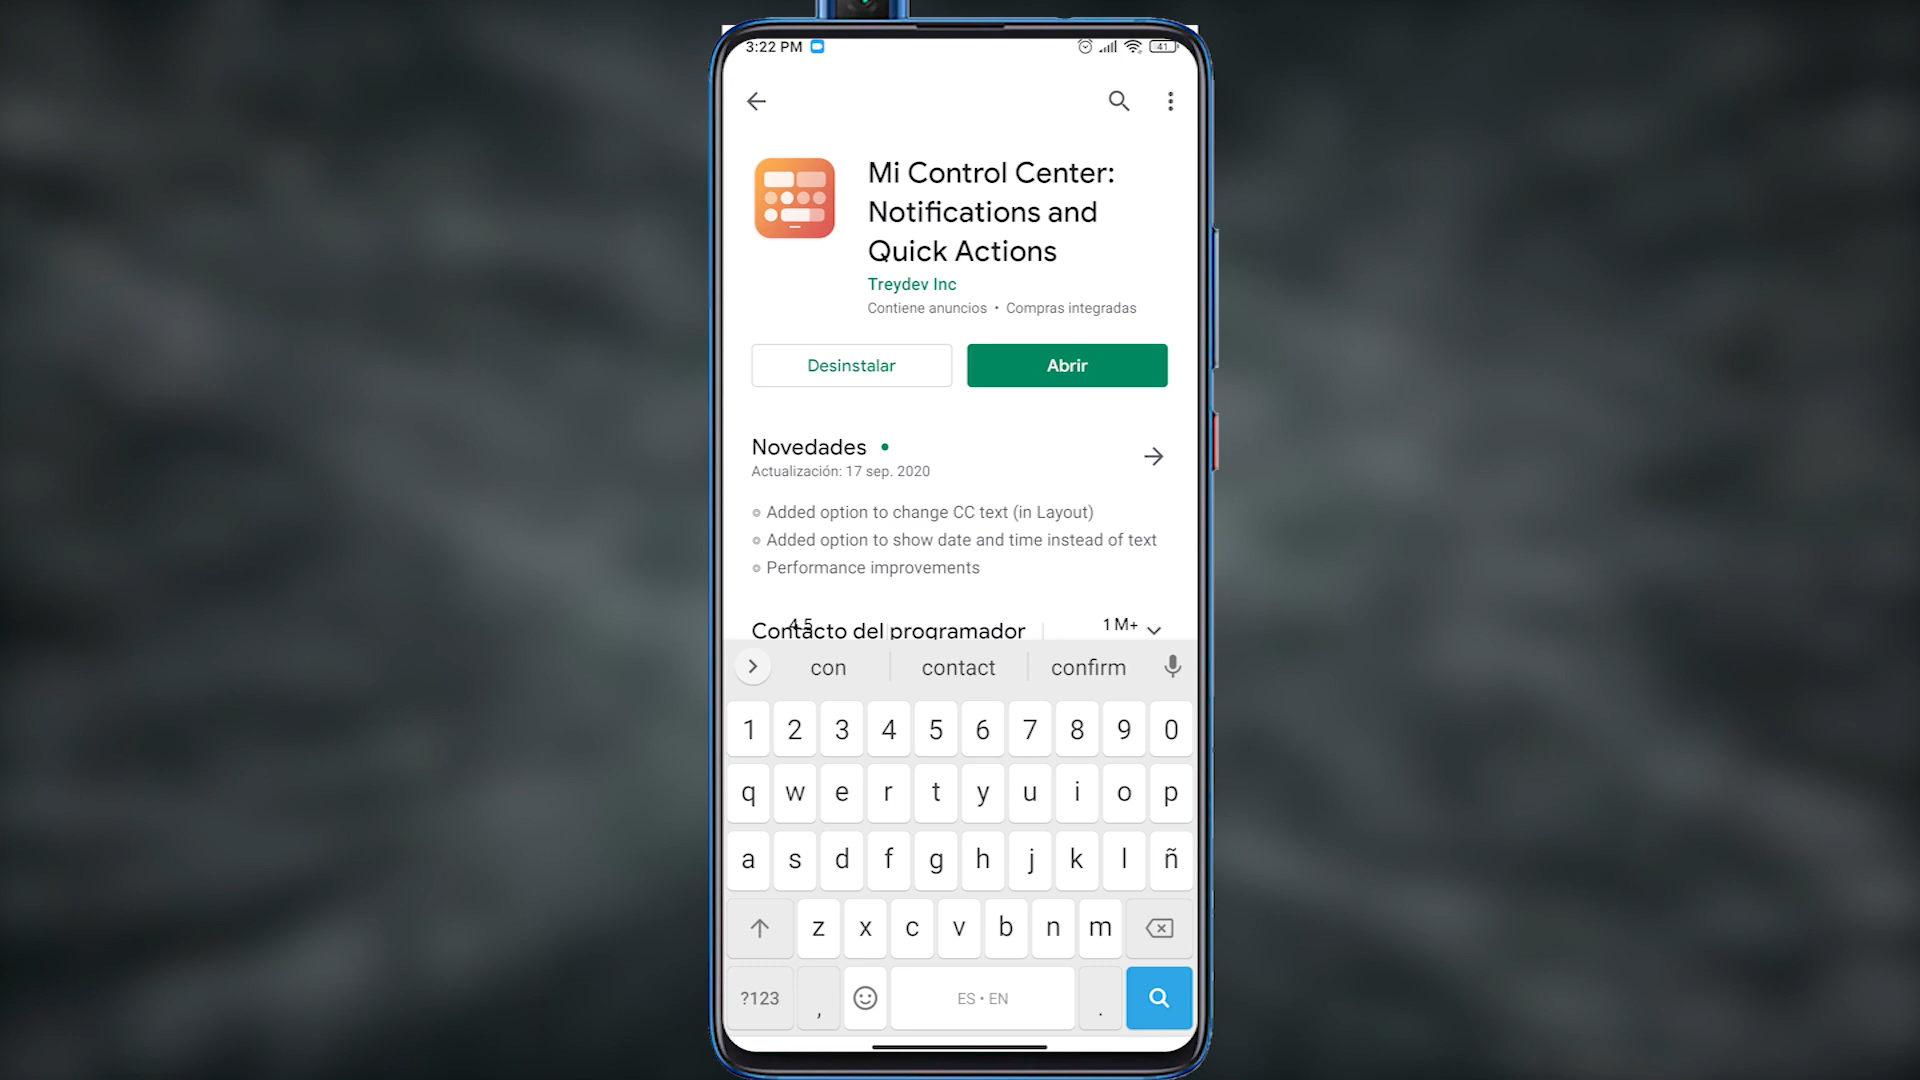 3:22 PM
41
Mi Control Center:
Notifications and
Quick Actions
Treydev Inc
Contiene anuncios • Compras integradas
Desinstalar
Abrir
Novedades •
Actualización: 17 sep. 2020
Added option to change CC text (in Layout)
Added option to show date and time instead of text
Performance improvements
4.5
1 M+
Contacto del programador
con contact confirm
1 2 3 4 5 6 7 8 9 0
q w e r t y u i o p
a s d f g h j k l ñ
z x c v b n m
?123 , ES • EN .